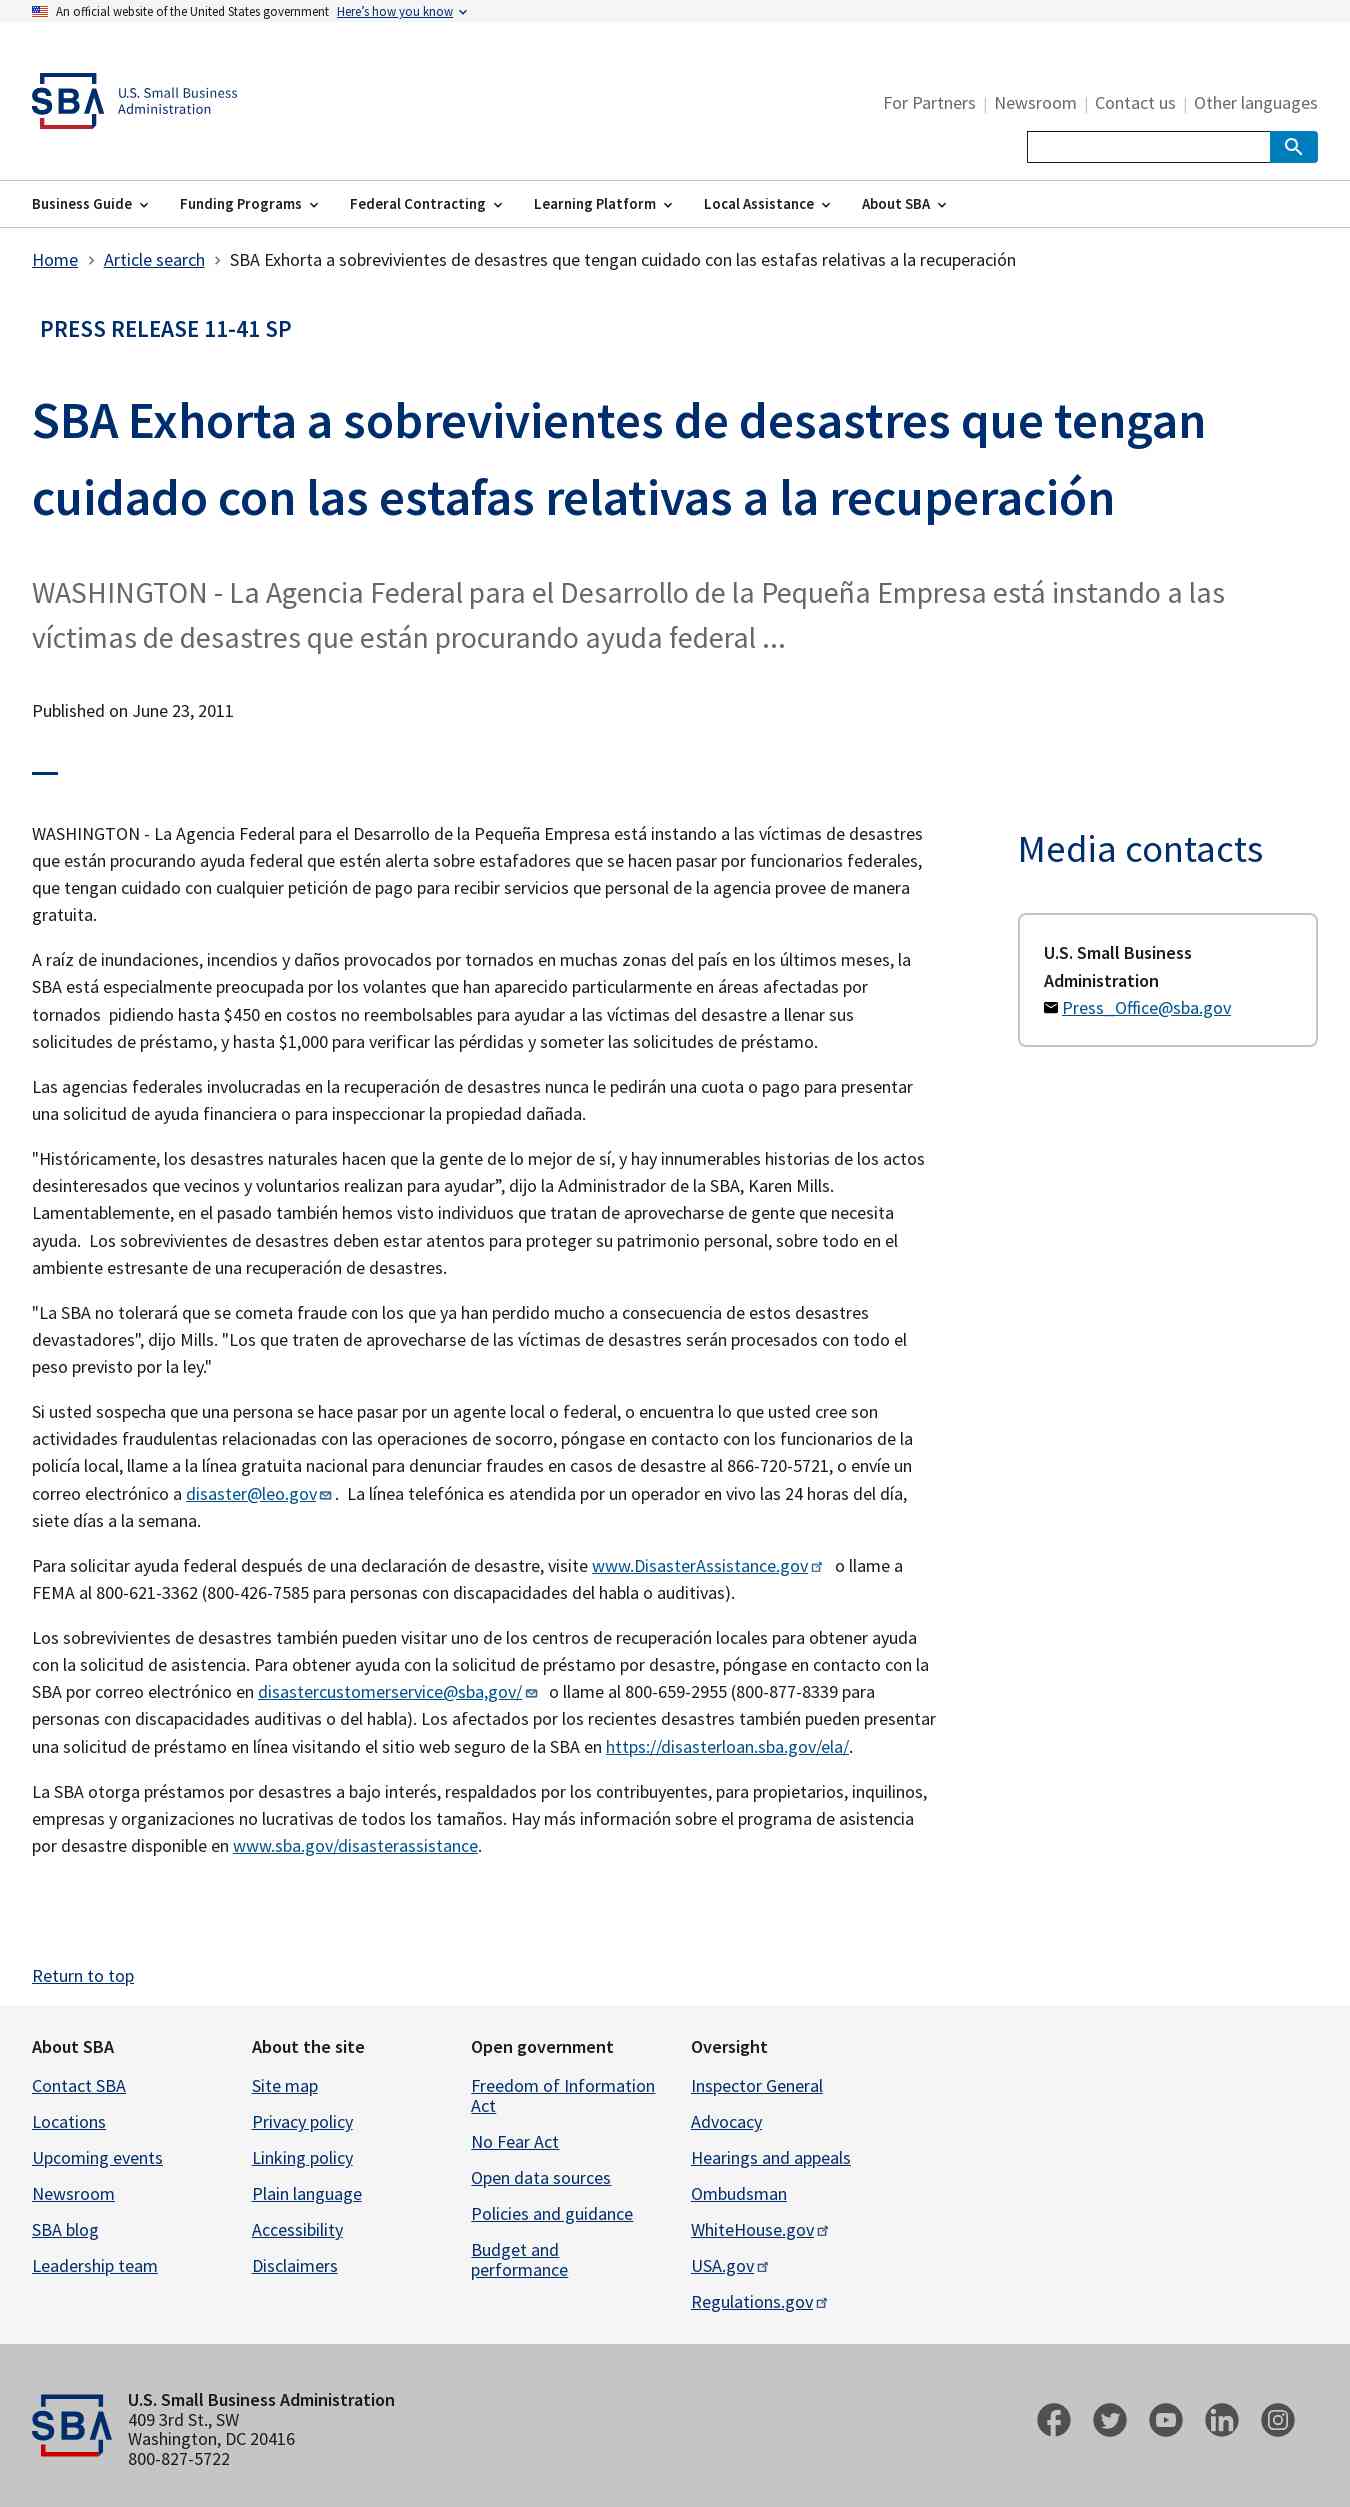 An official website of the United States government Here's how you know
SBA
U.S. Small Business
Administration
For Partners | Newsroom | Contact us | Other languages
Business Guide Funding Programs Federal Contracting Learning Platform Local Assistance About SBA
Home > Article search > SBA Exhorta a sobrevivientes de desastres que tengan cuidado con las estafas relativas a la recuperación
PRESS RELEASE 11-41 SP
SBA Exhorta a sobrevivientes de desastres que tengan
cuidado con las estafas relativas a la recuperación
WASHINGTON - La Agencia Federal para el Desarrollo de la Pequeña Empresa está instando a las
víctimas de desastres que están procurando ayuda federal ...
Published on June 23, 2011
WASHINGTON - La Agencia Federal para el Desarrollo de la Pequeña Empresa está instando a las víctimas de desastres
que están procurando ayuda federal que estén alerta sobre estafadores que se hacen pasar por funcionarios federales,
que tengan cuidado con cualquier petición de pago para recibir servicios que personal de la agencia provee de manera
gratuita.
A raíz de inundaciones, incendios y daños provocados por tornados en muchas zonas del país en los últimos meses, la
SBA está especialmente preocupada por los volantes que han aparecido particularmente en áreas afectadas por
tornados  pidiendo hasta $450 en costos no reembolsables para ayudar a las víctimas del desastre a llenar sus
solicitudes de préstamo, y hasta $1,000 para verificar las pérdidas y someter las solicitudes de préstamo.
Las agencias federales involucradas en la recuperación de desastres nunca le pedirán una cuota o pago para presentar
una solicitud de ayuda financiera o para inspeccionar la propiedad dañada.
"Históricamente, los desastres naturales hacen que la gente de lo mejor de sí, y hay innumerables historias de los actos
desinteresados que vecinos y voluntarios realizan para ayudar”, dijo la Administrador de la SBA, Karen Mills.
Lamentablemente, en el pasado también hemos visto individuos que tratan de aprovecharse de gente que necesita
ayuda.  Los sobrevivientes de desastres deben estar atentos para proteger su patrimonio personal, sobre todo en el
ambiente estresante de una recuperación de desastres.
"La SBA no tolerará que se cometa fraude con los que ya han perdido mucho a consecuencia de estos desastres
devastadores", dijo Mills. "Los que traten de aprovecharse de las víctimas de desastres serán procesados con todo el
peso previsto por la ley."
Si usted sospecha que una persona se hace pasar por un agente local o federal, o encuentra lo que usted cree son
actividades fraudulentas relacionadas con las operaciones de socorro, póngase en contacto con los funcionarios de la
policía local, llame a la línea gratuita nacional para denunciar fraudes en casos de desastre al 866-720-5721, o envíe un
correo electrónico a disaster@leo.gov .  La línea telefónica es atendida por un operador en vivo las 24 horas del día,
siete días a la semana.
Para solicitar ayuda federal después de una declaración de desastre, visite www.DisasterAssistance.gov  o llame a
FEMA al 800-621-3362 (800-426-7585 para personas con discapacidades del habla o auditivas).
Los sobrevivientes de desastres también pueden visitar uno de los centros de recuperación locales para obtener ayuda
con la solicitud de asistencia. Para obtener ayuda con la solicitud de préstamo por desastre, póngase en contacto con la
SBA por correo electrónico en disastercustomerservice@sba,gov/  o llame al 800-659-2955 (800-877-8339 para
personas con discapacidades auditivas o del habla). Los afectados por los recientes desastres también pueden presentar
una solicitud de préstamo en línea visitando el sitio web seguro de la SBA en https://disasterloan.sba.gov/ela/.
La SBA otorga préstamos por desastres a bajo interés, respaldados por los contribuyentes, para propietarios, inquilinos,
empresas y organizaciones no lucrativas de todos los tamaños. Hay más información sobre el programa de asistencia
por desastre disponible en www.sba.gov/disasterassistance.
Media contacts
U.S. Small Business
Administration
Press_Office@sba.gov
Return to top
About SBA
Contact SBA
Locations
Upcoming events
Newsroom
SBA blog
Leadership team
About the site
Site map
Privacy policy
Linking policy
Plain language
Accessibility
Disclaimers
Open government
Freedom of Information
Act
No Fear Act
Open data sources
Policies and guidance
Budget and
performance
Oversight
Inspector General
Advocacy
Hearings and appeals
Ombudsman
WhiteHouse.gov
USA.gov
Regulations.gov
SBA
U.S. Small Business Administration
409 3rd St., SW
Washington, DC 20416
800-827-5722